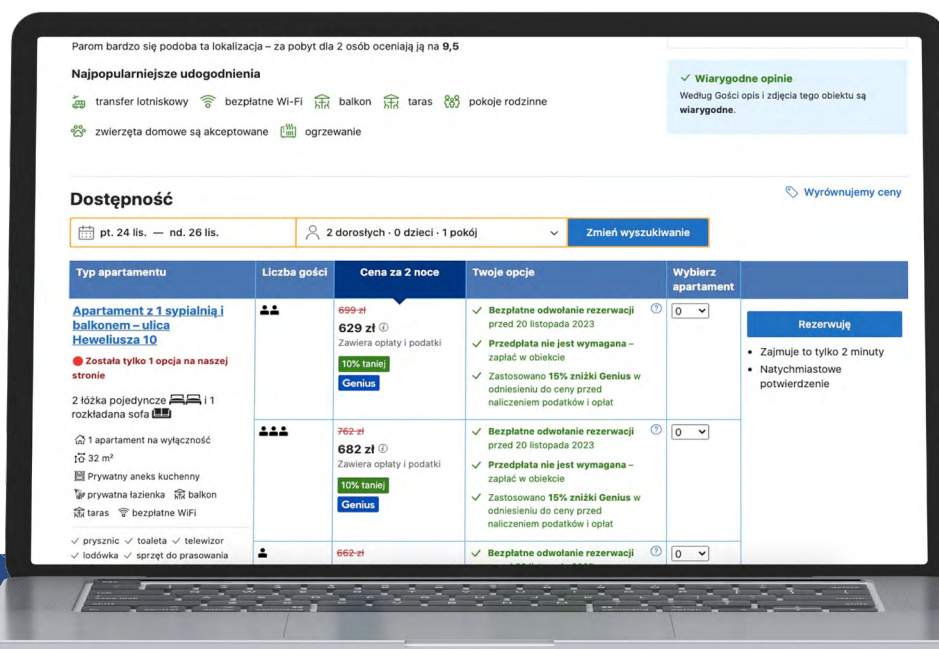 Parom bardzo się podoba ta lokalizacja – za pobyt dla 2 osób oceniają ją na 9,5
Najpopularniejsze udogodnienia
transfer lotniskowy bezpłatne Wi-Fi balkon taras pokoje rodzinne
zwierzęta domowe są akceptowane ogrzewanie
✓ Wiarygodne opinie
Według Gości opis i zdjęcia tego obiektu są
wiarygodne.
Dostępność
Wyrównujemy ceny
pt. 24 lis. — nd. 26 lis.
2 dorosłych · 0 dzieci · 1 pokój
Zmień wyszukiwanie
Typ apartamentu
Liczba gości
Cena za 2 noce
Twoje opcje
Wybierz
apartament
Apartament z 1 sypialnią i
balkonem – ulica
Heweliusza 10
Została tylko 1 opcja na naszej
stronie
2 łóżka pojedyncze i 1
rozkładana sofa
1 apartament na wyłączność
32 m²
Prywatny aneks kuchenny
prywatna łazienka balkon
taras bezpłatne WiFi
✓ prysznic ✓ toaleta ✓ telewizor
✓ lodówka ✓ sprzęt do prasowania
699 zł
629 zł
Zawiera opłaty i podatki
10% taniej
Genius
✓ Bezpłatne odwołanie rezerwacji
przed 20 listopada 2023
✓ Przedpłata nie jest wymagana –
zapłać w obiekcie
✓ Zastosowano 15% zniżki Genius w
odniesieniu do ceny przed
naliczeniem podatków i opłat
0
Rezerwuję
• Zajmuje to tylko 2 minuty
• Natychmiastowe
potwierdzenie
762 zł
682 zł
Zawiera opłaty i podatki
10% taniej
Genius
✓ Bezpłatne odwołanie rezerwacji
przed 20 listopada 2023
✓ Przedpłata nie jest wymagana –
zapłać w obiekcie
✓ Zastosowano 15% zniżki Genius w
odniesieniu do ceny przed
naliczeniem podatków i opłat
0
662 zł
✓ Bezpłatne odwołanie rezerwacji
0